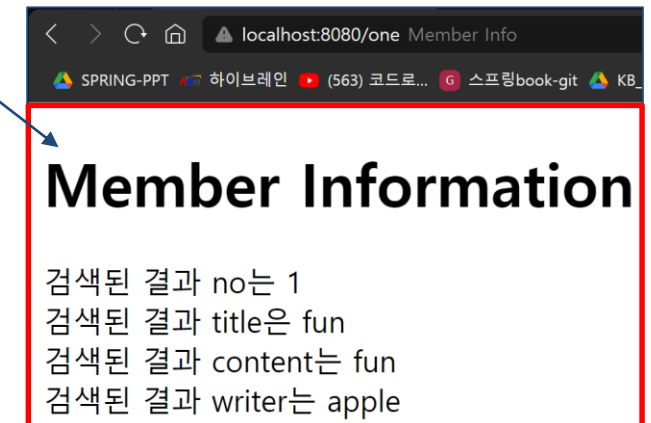 localhost:8080/one Member Info
SPRING-PPT 하이브레인 (563) 코드로... G 스프링book-git KB_
Member Information
검색된 결과 no는 1
검색된 결과 title은 fun
검색된 결과 content는 fun
검색된 결과 writer는 apple